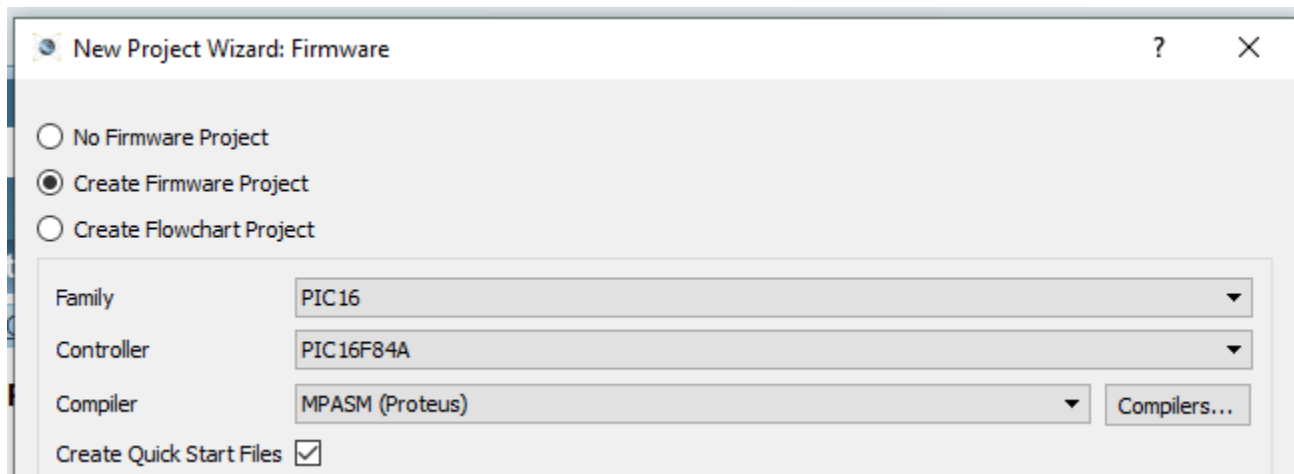 New Project Wizard: Firmware ?
No Firmware Project
Create Firmware Project
Create Flowchart Project
Family PIC16
Controller PIC16F84A
Compiler MPASM (Proteus) Compilers...
Create Quick Start Files